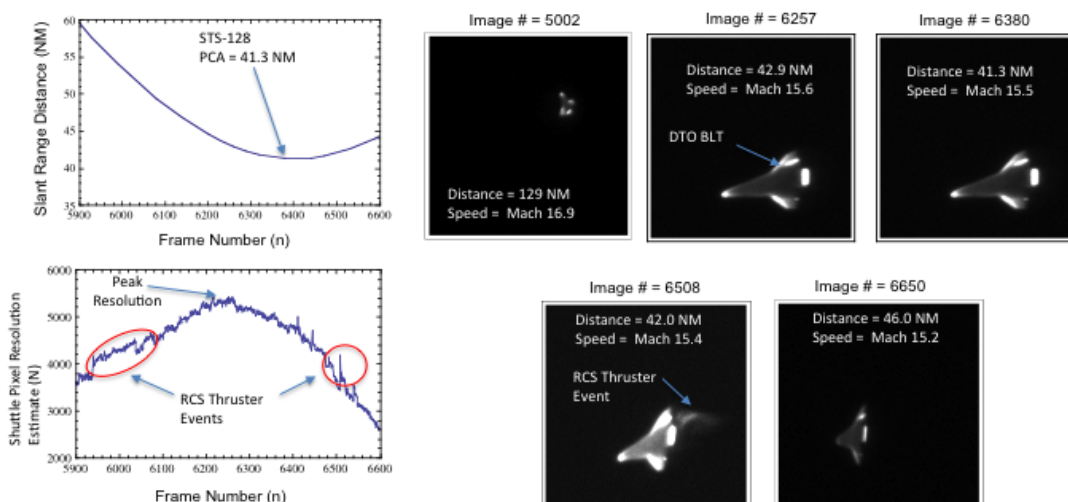 60
55
50
45
40
35
5900 6000 6100 6200 6300 6400 6500 6600
Slant Range Distance (NM)
Frame Number (n)
STS-128
PCA = 41.3 NM
Image # = 5002
Distance = 129 NM
Speed = Mach 16.9
Image # = 6257
Distance = 42.9 NM
Speed = Mach 15.6
DTO BLT
Image # = 6380
Distance = 41.3 NM
Speed = Mach 15.5
6000
5000
4000
3000
2000
5900 6000 6100 6200 6300 6400 6500 6600
Shuttle Pixel Resolution
Estimate (N)
Frame Number (n)
Peak
Resolution
RCS Thruster
Events
Image # = 6508
Distance = 42.0 NM
Speed = Mach 15.4
RCS Thruster
Event
Image # = 6650
Distance = 46.0 NM
Speed = Mach 15.2